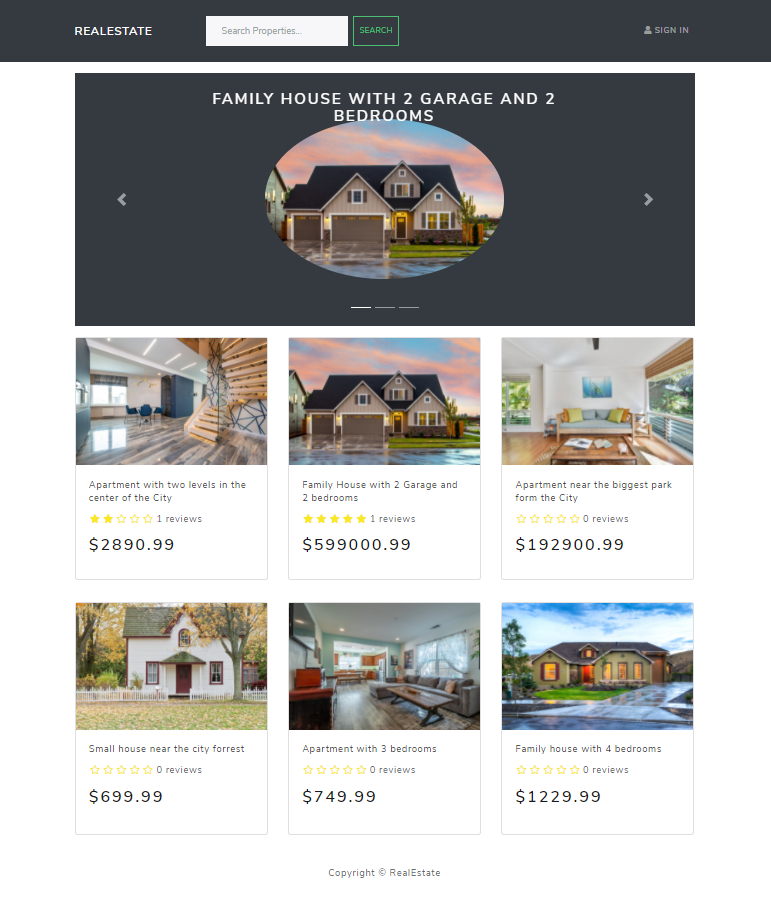 REALESTATE
Search Properties...
SEARCH
SIGN IN
FAMILY HOUSE WITH 2 GARAGE AND 2
BEDROOMS
Apartment with two levels in the
center of the City
1 reviews
$2890.99
Family House with 2 Garage and
2 bedrooms
1 reviews
$599000.99
Apartment near the biggest park
form the City
0 reviews
$192900.99
Small house near the city forrest
0 reviews
$699.99
Apartment with 3 bedrooms
0 reviews
$749.99
Family house with 4 bedrooms
0 reviews
$1229.99
Copyright © RealEstate